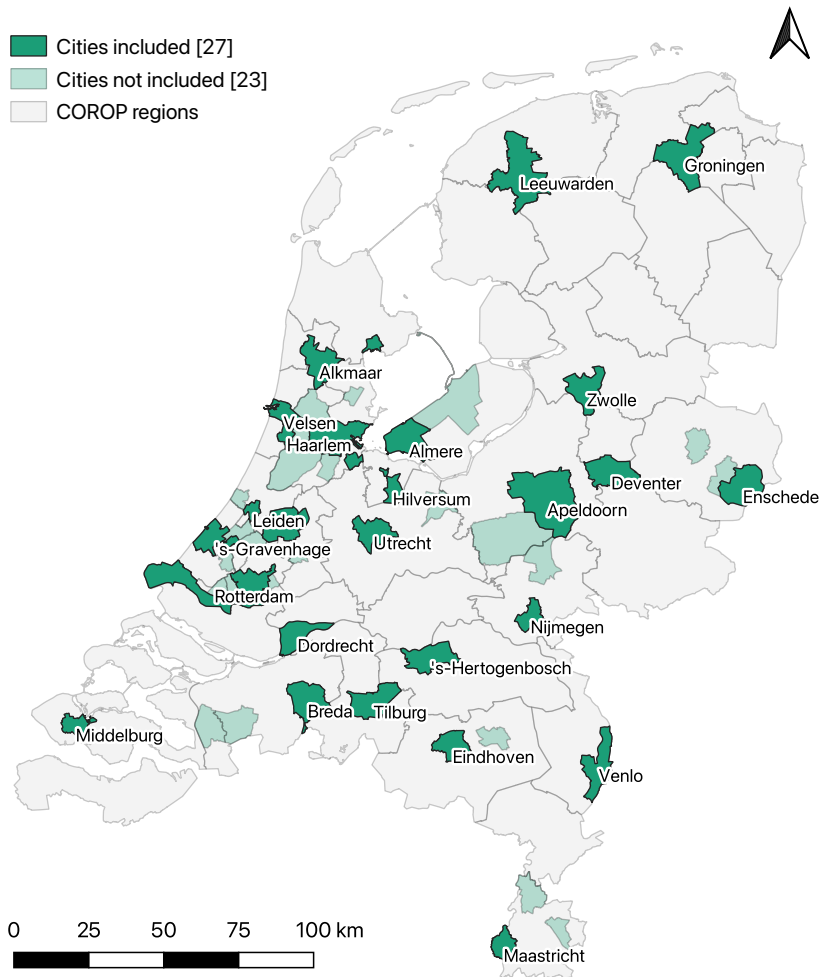 Cities included [27]
Cities not included [23]
COROP regions
Groningen
Leeuwarden
Alkmaar
Zwolle
Velsen
Haarlem
Almere
Deventer
Hilversum
Enschede
Apeldoorn
Leiden
Utrecht
's-Gravenhage
Rotterdam
Nijmegen
Dordrecht
's-Hertogenbosch
Breda
Tilburg
Middelburg
Eindhoven
Venlo
0 25 50 75 100 km
Maastricht